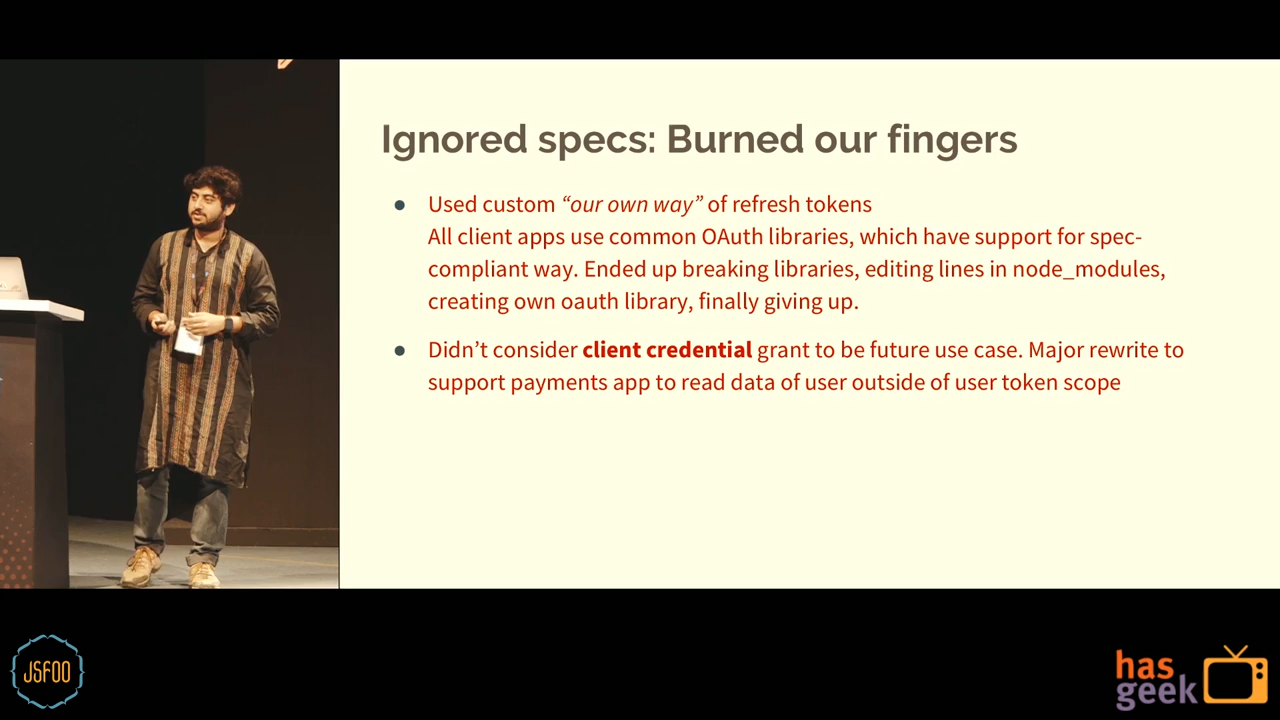 Ignored specs: Burned our fingers
● Used custom “our own way” of refresh tokens
All client apps use common OAuth libraries, which have support for spec-
compliant way. Ended up breaking libraries, editing lines in node_modules,
creating own oauth library, finally giving up.
● Didn’t consider client credential grant to be future use case. Major rewrite to
support payments app to read data of user outside of user token scope
JSFOO
has
geek